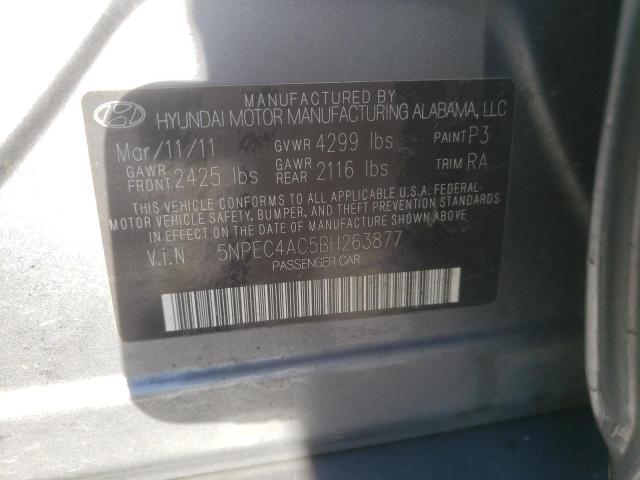 MANUFACTURED BY
HYUNDAI MOTOR MANUFACTURING ALABAMA, LLC
Mar/11/11 GVWR 4299 lbs PAINT P3
GAWR FRONT 2425 lbs GAWR REAR 2116 lbs TRIM RA
THIS VEHICLE CONFORMS TO ALL APPLICABLE U.S.A. FEDERAL
MOTOR VEHICLE SAFETY, BUMPER, AND THEFT PREVENTION STANDARDS
IN EFFECT ON THE DATE OF MANUFACTURE SHOWN ABOVE.
V.i.N 5NPEC4AC5BH263877
PASSENGER CAR